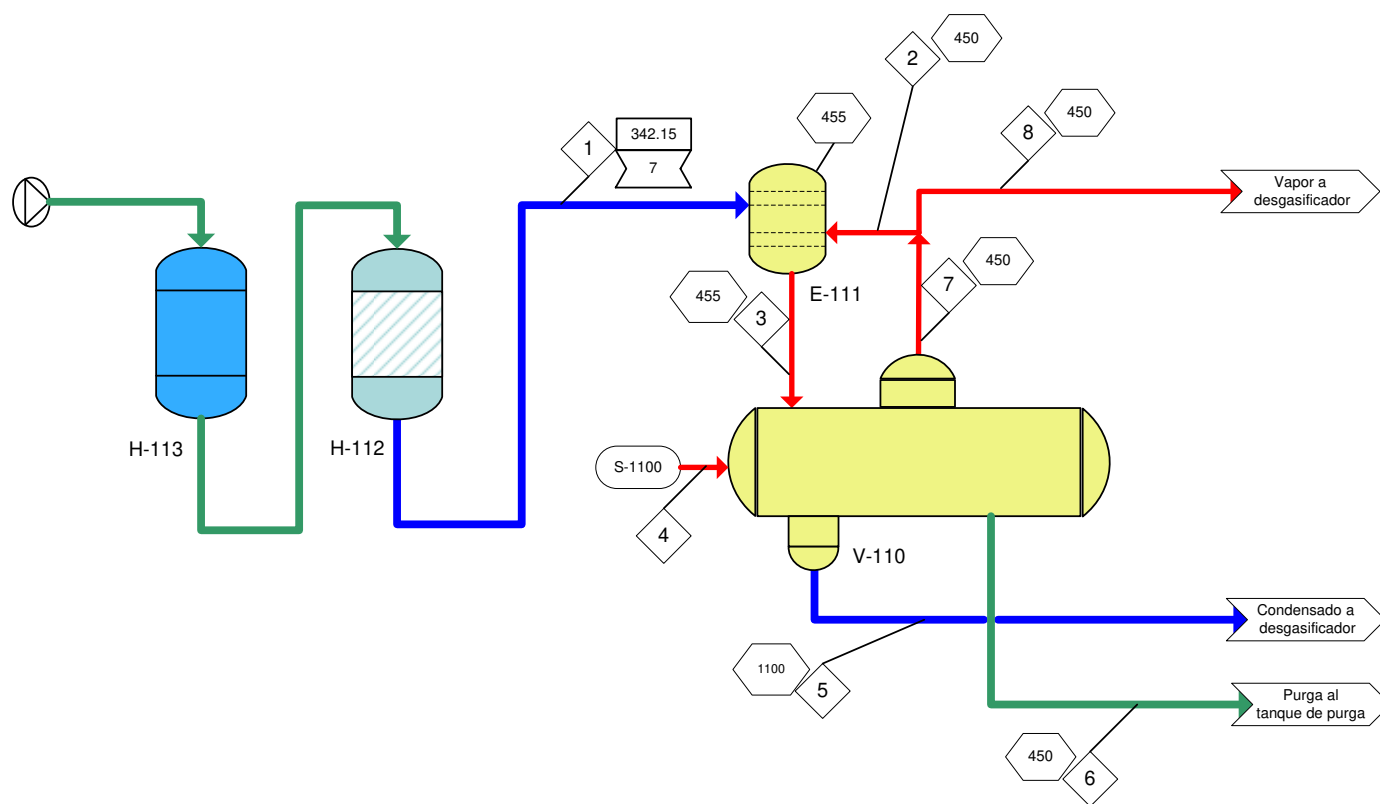 450
2
450
8
455
342.15
1
7
Vapor a
desgasificador
450
7
455
3
E-111
H-113
H-112
S-1100
4
V-110
Condensado a
desgasificador
1100
5
Purga al
tanque de purga
450
6